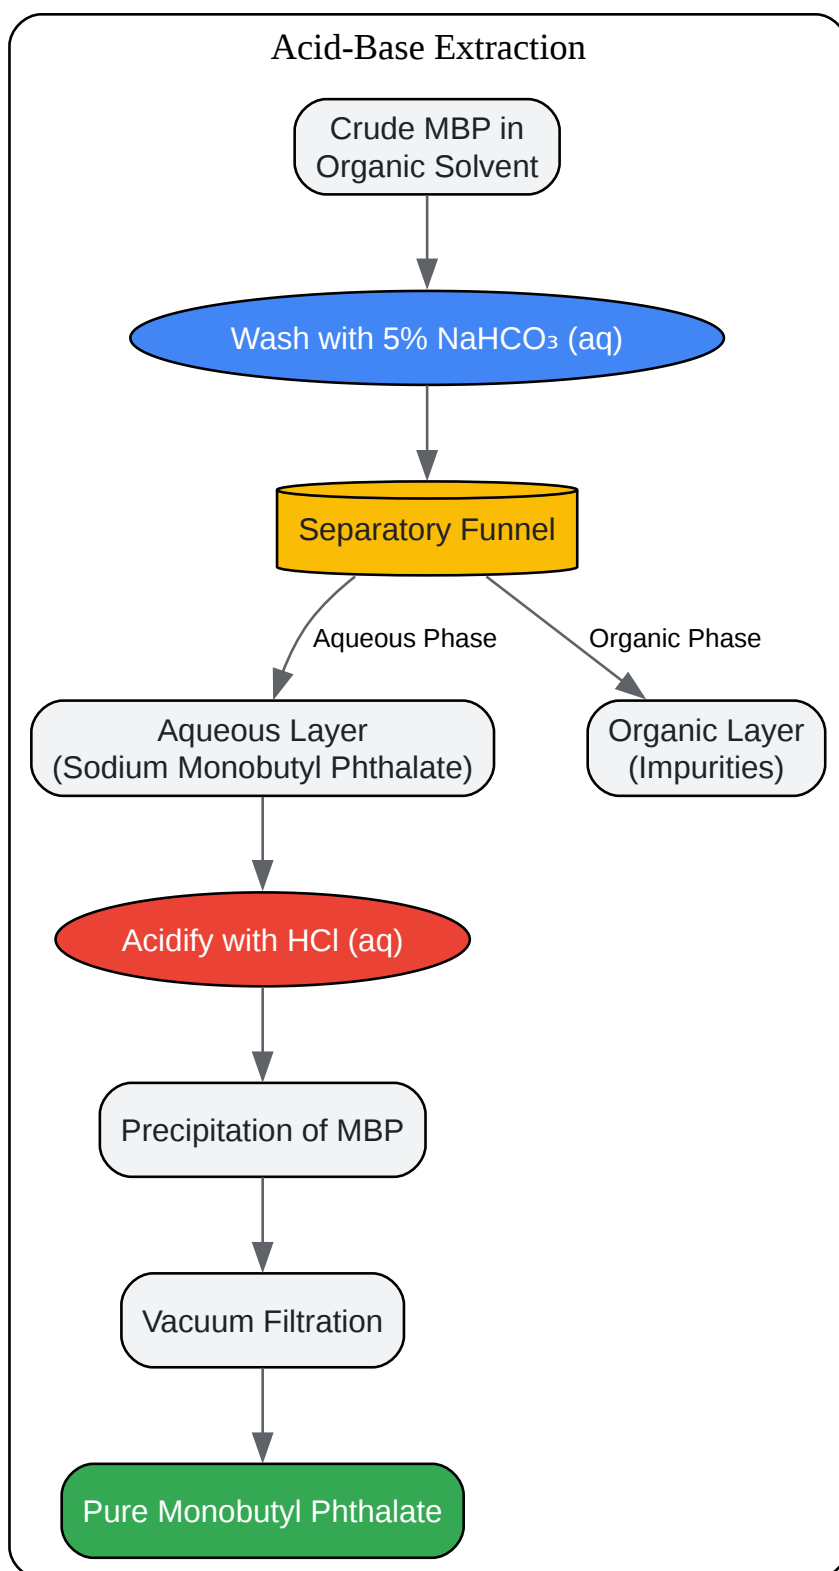 Acid-Base Extraction
Crude MBP in
Organic Solvent
Wash with 5% NaHCO₃ (aq)
Separatory Funnel
Aqueous Phase
Organic Phase
Aqueous Layer
(Sodium Monobutyl Phthalate)
Organic Layer
(Impurities)
Acidify with HCl (aq)
Precipitation of MBP
Vacuum Filtration
Pure Monobutyl Phthalate